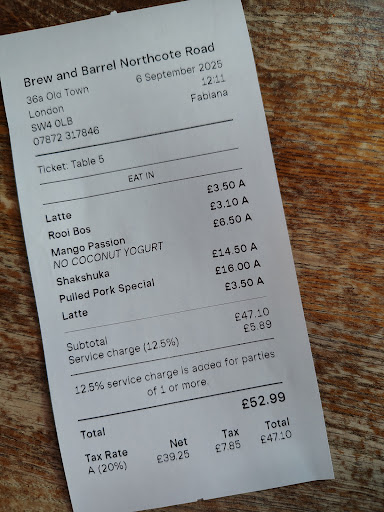 Brew and Barrel Northcote Road
36a Old Town 6 September 2025
London 12:11
SW4 0LB Fabiana
07872 317846
Ticket: Table 5
EAT IN
Latte £3.50 A
Rooi Bos £3.10 A
Mango Passion £6.50 A
NO COCONUT YOGURT
Shakshuka £14.50 A
Pulled Pork Special £16.00 A
Latte £3.50 A
Subtotal £47.10
Service charge (12.5%) £5.89
12.5% service charge is added for parties
of 1 or more.
Total £52.99
Tax Rate Net Tax Total
A (20%) £39.25 £7.85 £47.10